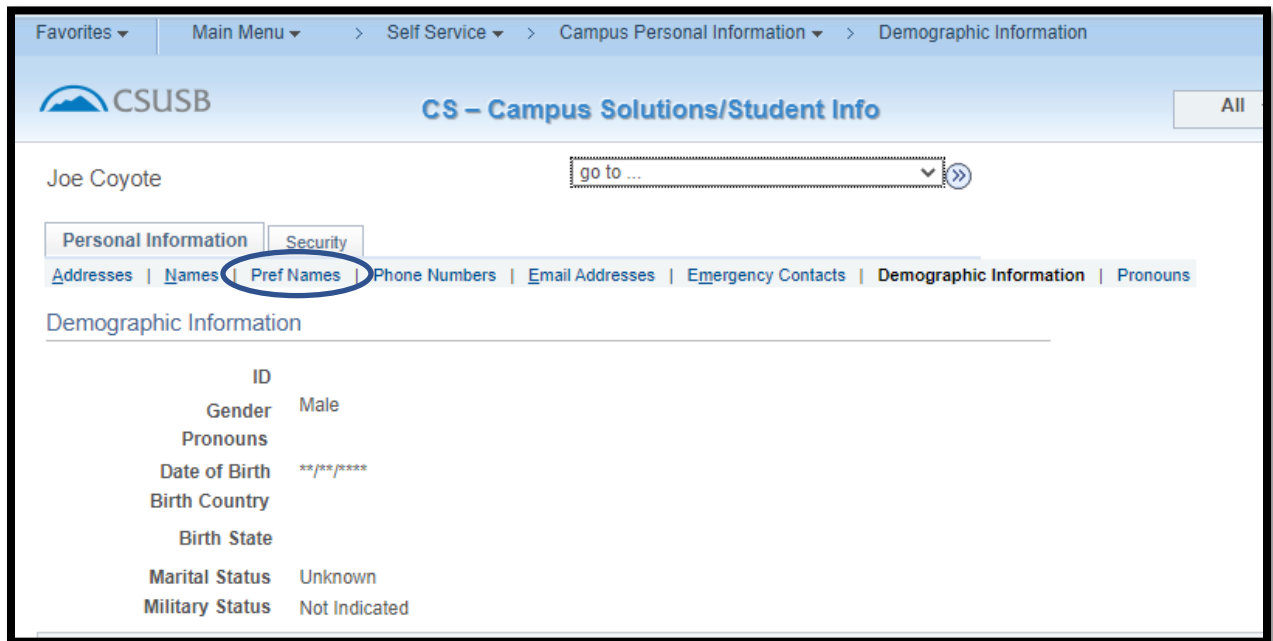 Favorites Main Menu > Self Service > Campus Personal Information > Demographic Information
CSUSB CS – Campus Solutions/Student Info All
Joe Coyote go to ...
Personal Information Security
Addresses | Names | Pref Names | Phone Numbers | Email Addresses | Emergency Contacts | Demographic Information | Pronouns
Demographic Information
ID
Gender Male
Pronouns
Date of Birth **/**/****
Birth Country
Birth State
Marital Status Unknown
Military Status Not Indicated